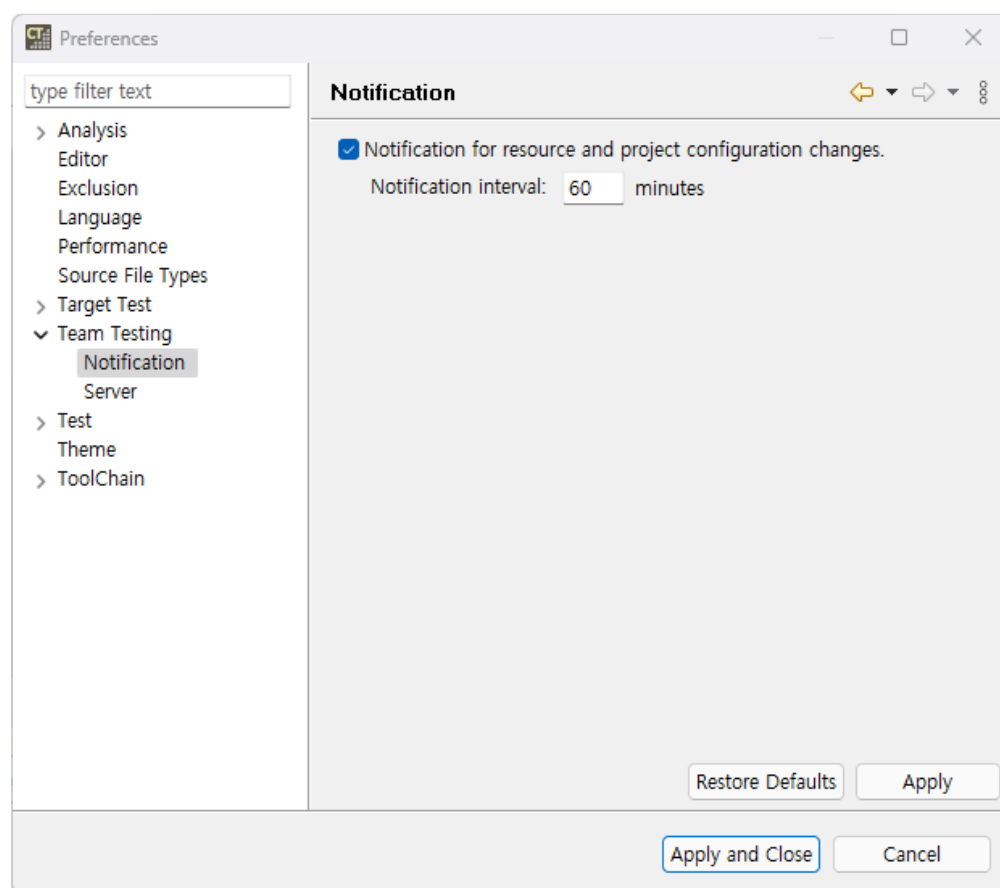 CT Preferences
type filter text
Analysis
Editor
Exclusion
Language
Performance
Source File Types
Target Test
Team Testing
Notification
Server
Test
Theme
ToolChain
Notification
Notification for resource and project configuration changes.
Notification interval: 60 minutes
Restore Defaults Apply
Apply and Close Cancel